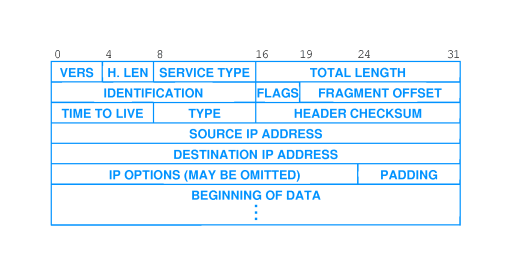 0 4 8 16 19 24 31
VERS H. LEN SERVICE TYPE TOTAL LENGTH
IDENTIFICATION FLAGS FRAGMENT OFFSET
TIME TO LIVE TYPE HEADER CHECKSUM
SOURCE IP ADDRESS
DESTINATION IP ADDRESS
IP OPTIONS (MAY BE OMITTED) PADDING
BEGINNING OF DATA